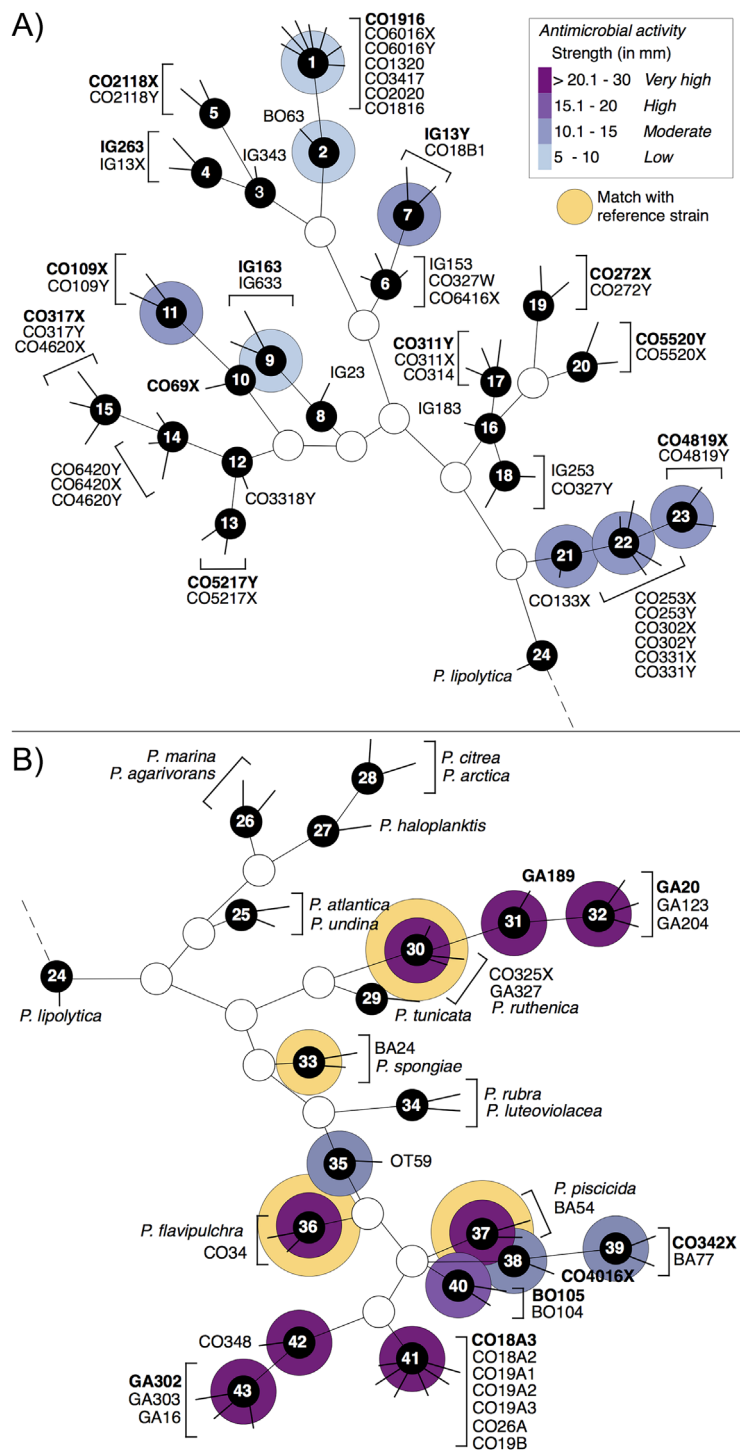 A)
Antimicrobial activity
Strength (in mm)
> 20.1 - 30 Very high
15.1 - 20 High
10.1 - 15 Moderate
5 - 10 Low
Match with
reference strain
CO1916
CO6016X
CO6016Y
CO1320
CO3417
CO2020
CO1816
1
CO2118X
CO2118Y
5
BO63
2
IG263
IG13X
4
IG343
3
IG13Y
CO18B1
7
6
IG153
CO327W
CO6416X
CO109X
CO109Y
11
IG163
IG633
9
CO272X
CO272Y
19
CO317X
CO317Y
CO4620X
15
CO69X
10
IG23
8
CO311Y
CO311X
CO314
17
CO5520Y
CO5520X
20
IG183
16
14
CO6420Y
CO6420X
CO4620Y
12
CO3318Y
18
IG253
CO327Y
CO4819X
CO4819Y
23
13
CO5217Y
CO5217X
21
22
CO133X
CO253X
CO253Y
CO302X
CO302Y
CO331X
CO331Y
24
P. lipolytica
B)
P. marina
P. agarivorans
26
28
P. citrea
P. arctica
27
P. haloplanktis
25
P. atlantica
P. undina
GA189
31
32
GA20
GA123
GA204
30
CO325X
GA327
P. ruthenica
24
P. lipolytica
29
P. tunicata
33
BA24
P. spongiae
34
P. rubra
P. luteoviolacea
35
OT59
36
P. flavipulchra
CO34
37
P. piscicida
BA54
38
CO4016X
39
CO342X
BA77
40
BO105
BO104
CO348
42
41
CO18A3
CO18A2
CO19A1
CO19A2
CO19A3
CO26A
CO19B
GA302
GA303
GA16
43